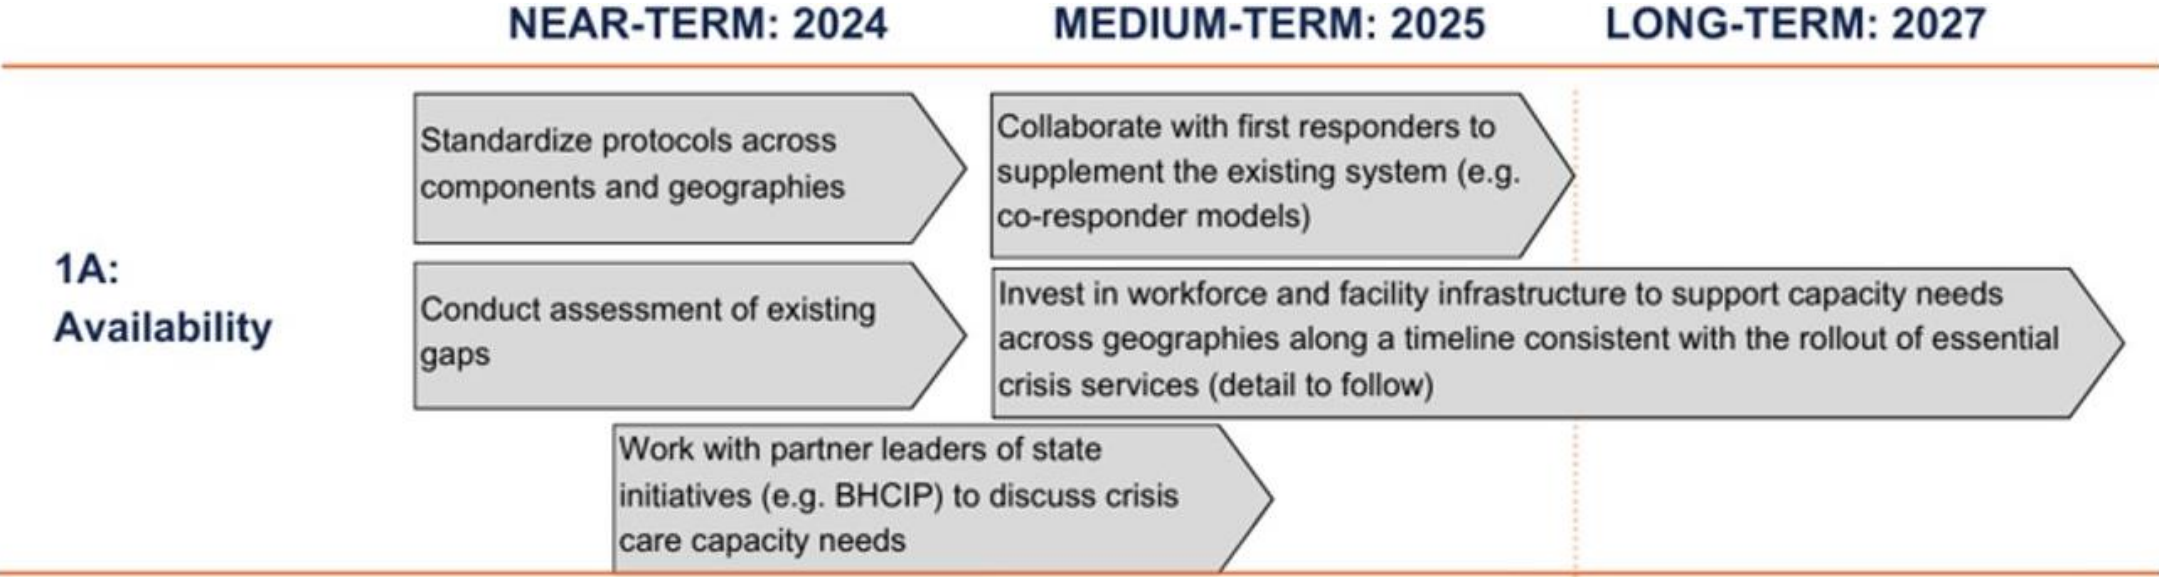 NEAR-TERM: 2024
MEDIUM-TERM: 2025
LONG-TERM: 2027
1A:
Availability
Standardize protocols across
components and geographies
Collaborate with first responders to
supplement the existing system (e.g.
co-responder models)
Conduct assessment of existing
gaps
Invest in workforce and facility infrastructure to support capacity needs
across geographies along a timeline consistent with the rollout of essential
crisis services (detail to follow)
Work with partner leaders of state
initiatives (e.g. BHCIP) to discuss crisis
care capacity needs